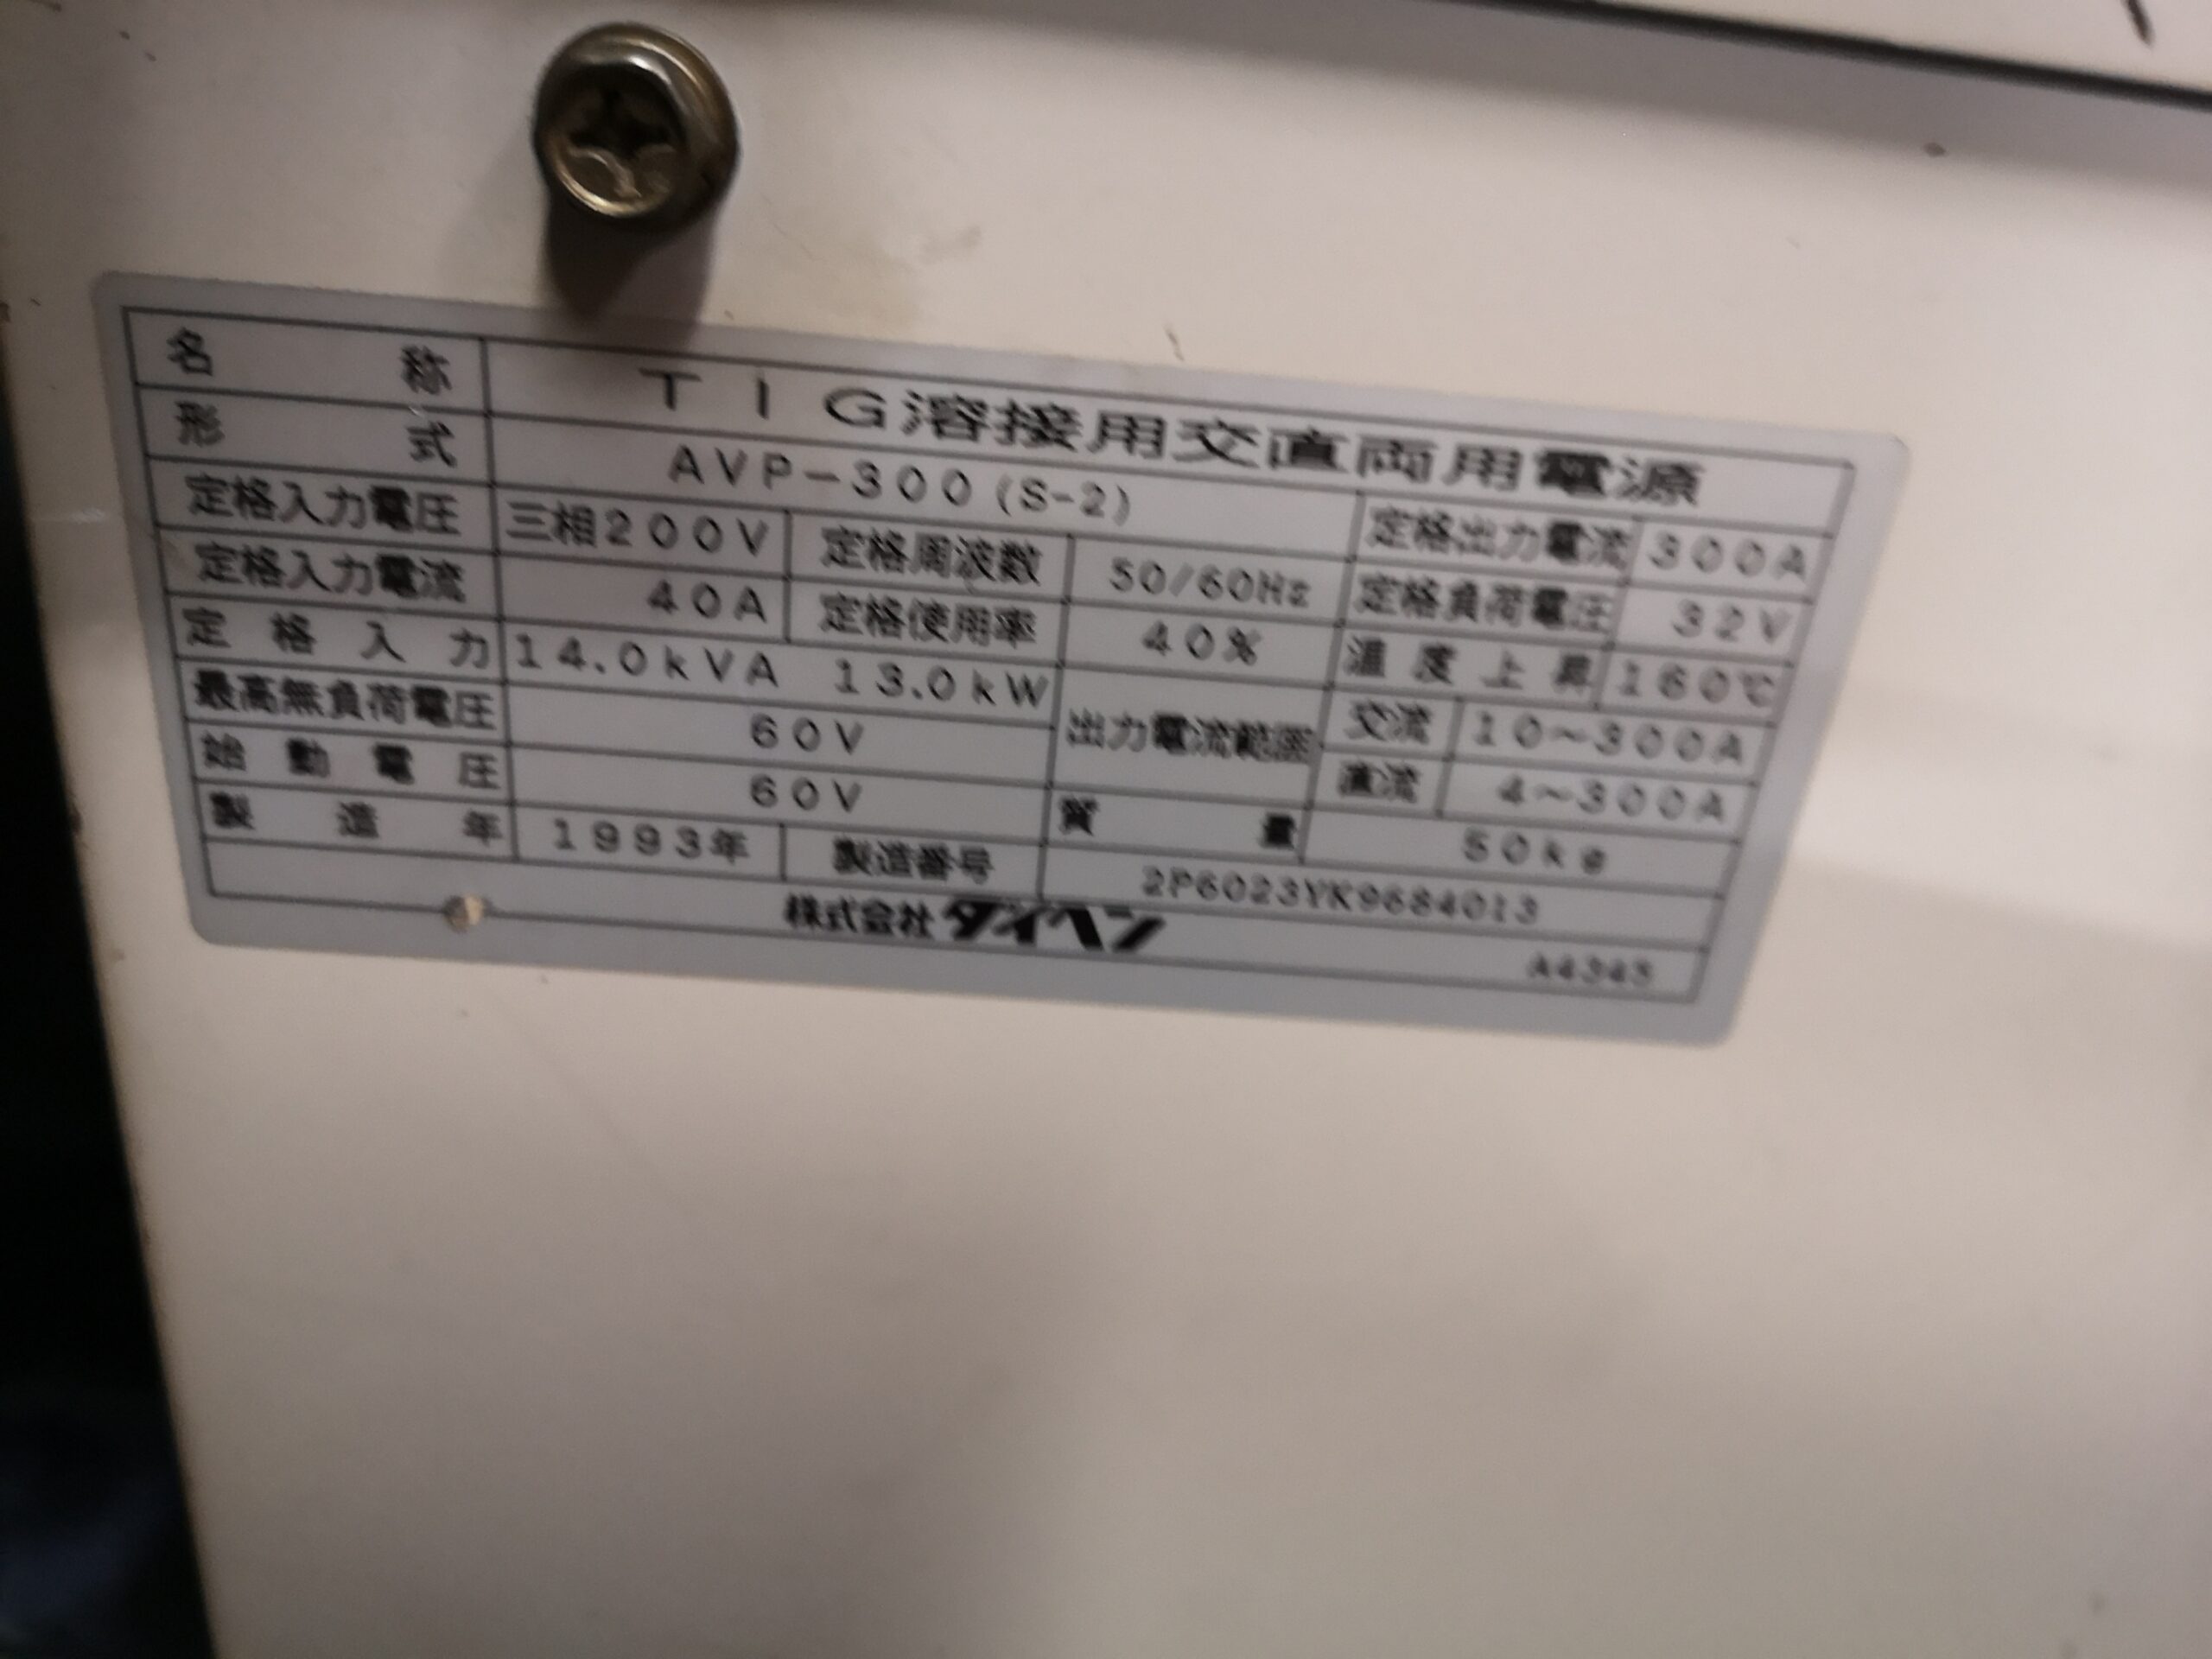 名称 TIG溶接用交直両用電源
形式 AVP-300(S-2) 定格出力電流 300A
定格入力電圧 三相200V 定格周波数 50/60Hz 定格負荷電圧 32V
定格入力電流 40A 定格使用率 40% 温度上昇 160℃
定格入力 14.0kVA 13.0kW 出力電流範囲 交流 10~300A
最高無負荷電圧 60V 直流 4~300A
始動電圧 60V 質量 50kg
製造年 1993年 製造番号 2P6023YK9684013
株式会社ダイヘン
A4345